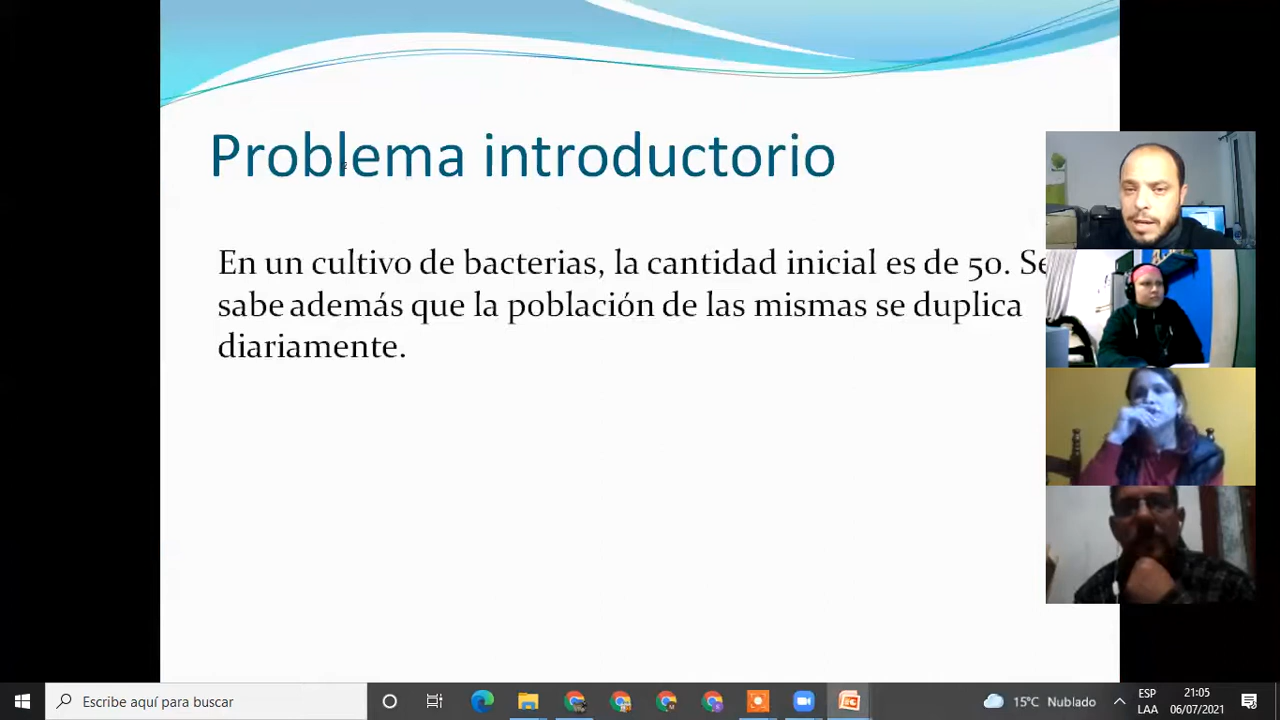 Problema introductorio
En un cultivo de bacterias, la cantidad inicial es de 50. Se
sabe además que la población de las mismas se duplica
diariamente.
Escribe aquí para buscar
15°C Nublado
ESP
LAA
21:05
06/07/2021